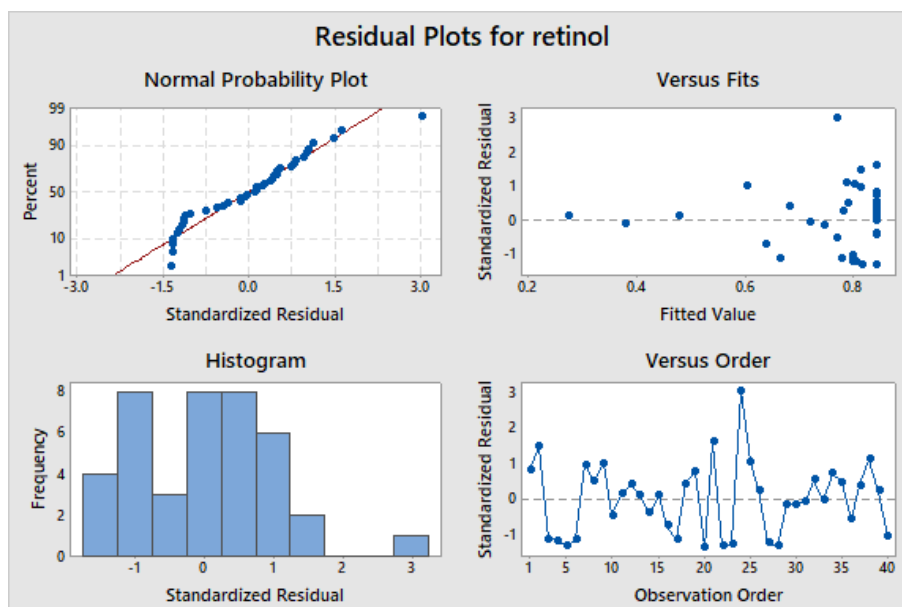 Residual Plots for retinol
Normal Probability Plot
99
90
50
10
1
Percent
-3.0 -1.5 0.0 1.5 3.0
Standardized Residual
Versus Fits
3
2
1
0
-1
Standardized Residual
0.2 0.4 0.6 0.8
Fitted Value
Histogram
8
6
4
2
0
Frequency
-1 0 1 2 3
Standardized Residual
Versus Order
3
2
1
0
-1
Standardized Residual
1 5 10 15 20 25 30 35 40
Observation Order